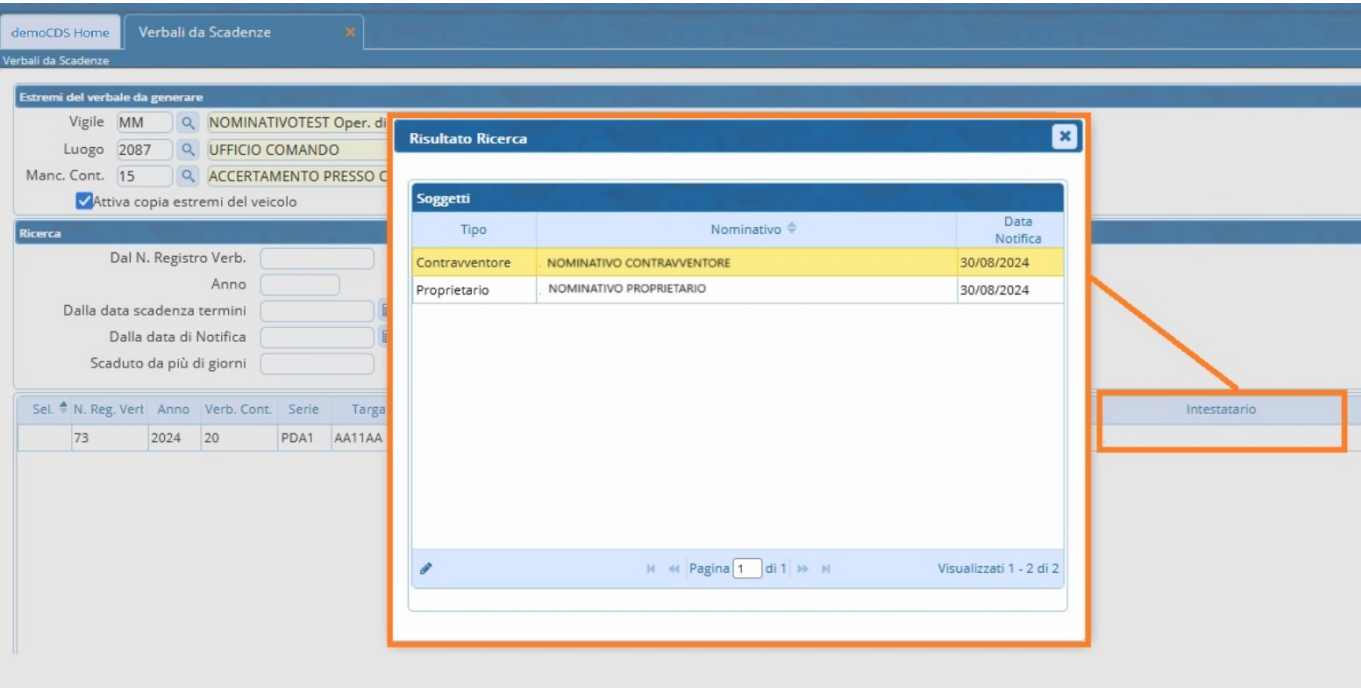 demoCDS Home
Verbali da Scadenze
Verbali da Scadenze
Estremi del verbale da generare
Vigile MM NOMINATIVOTEST Oper. di
Luogo 2087 UFFICIO COMANDO
Manc. Cont. 15 ACCERTAMENTO PRESSO C
Attiva copia estremi del veicolo
Ricerca
Dal N. Registro Verb.
Anno
Dalla data scadenza termini
Dalla data di Notifica
Scaduto da più di giorni
Sel. N. Reg. Vert Anno Verb. Cont. Serie Targa
73 2024 20 PDA1 AA11AA
Risultato Ricerca
Soggetti
Tipo Nominativo Data Notifica
Contravventore NOMINATIVO CONTRAVVENTORE 30/08/2024
Proprietario NOMINATIVO PROPRIETARIO 30/08/2024
Pagina 1 di 1
Visualizzati 1 - 2 di 2
Intestatario